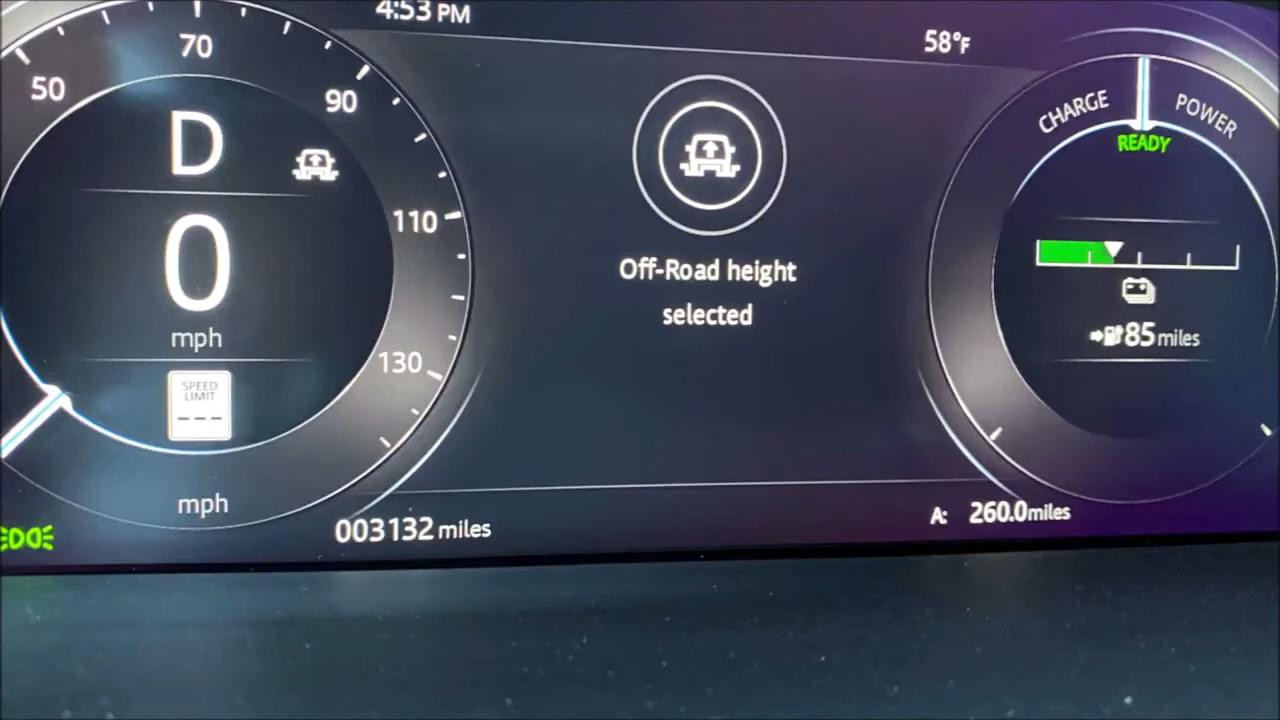 4:53 PM
58°F
50
70
90
110
130
D
0
mph
SPEED
LIMIT
---
mph
Off-Road height
selected
CHARGE
POWER
READY
85 miles
003132 miles
A: 260.0 miles